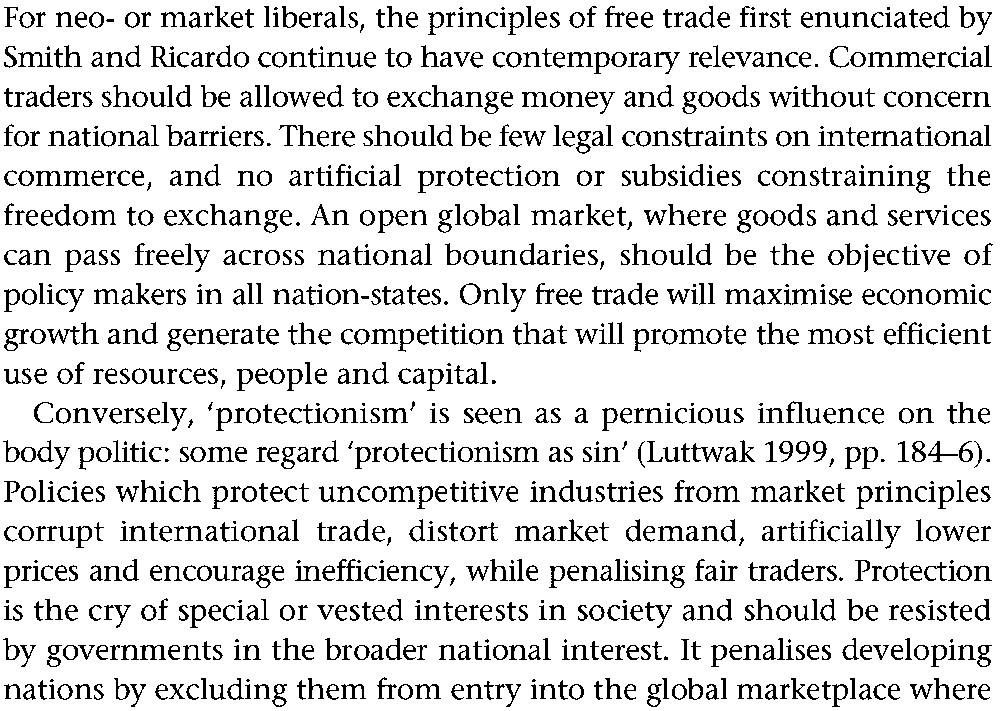 For neo- or market liberals, the principles of free trade first enunciated by
Smith and Ricardo continue to have contemporary relevance. Commercial
traders should be allowed to exchange money and goods without concern
for national barriers. There should be few legal constraints on international
commerce, and no artificial protection or subsidies constraining the
freedom to exchange. An open global market, where goods and services
can pass freely across national boundaries, should be the objective of
policy makers in all nation-states. Only free trade will maximise economic
growth and generate the competition that will promote the most efficient
use of resources, people and capital.
Conversely, ‘protectionism’ is seen as a pernicious influence on the
body politic: some regard ‘protectionism as sin’ (Luttwak 1999, pp. 184–6).
Policies which protect uncompetitive industries from market principles
corrupt international trade, distort market demand, artificially lower
prices and encourage inefficiency, while penalising fair traders. Protection
is the cry of special or vested interests in society and should be resisted
by governments in the broader national interest. It penalises developing
nations by excluding them from entry into the global marketplace where